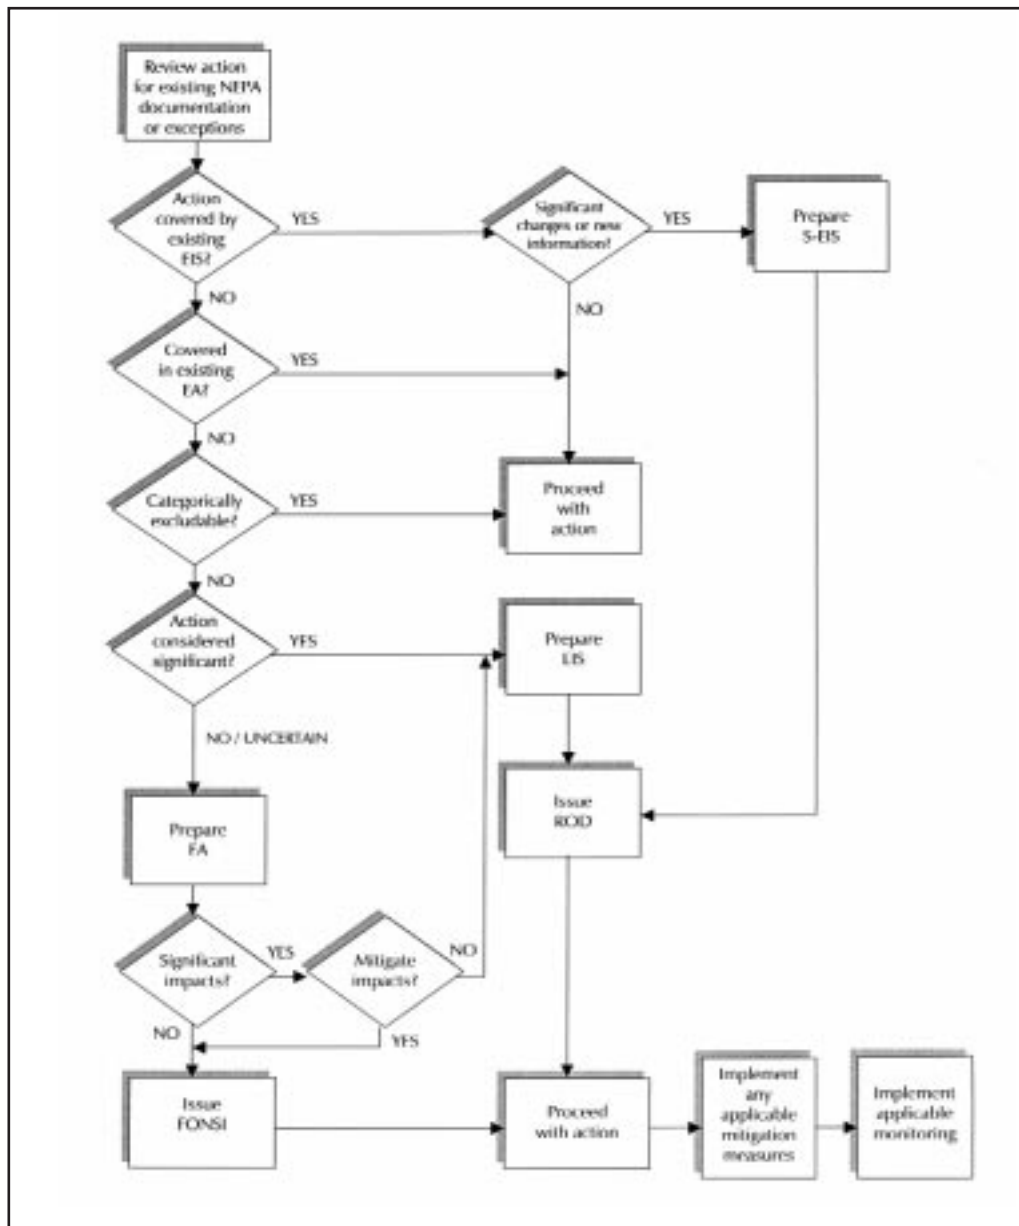 Review action
for existing NEPA
documentation
or exceptions
Action
covered by
existing
EIS?
YES
Significant
changes or new
information?
YES
Prepare
S-EIS
NO
NO
Covered
in existing
EA?
YES
NO
Categorically
excludable?
YES
Proceed
with
action
NO
Action
considered
significant?
YES
Prepare
EIS
NO / UNCERTAIN
Issue
ROD
Prepare
EA
Significant
impacts?
YES
Mitigate
impacts?
NO
NO
YES
Issue
FONSI
Proceed
with action
Implement
any
applicable
mitigation
measures
Implement
applicable
monitoring